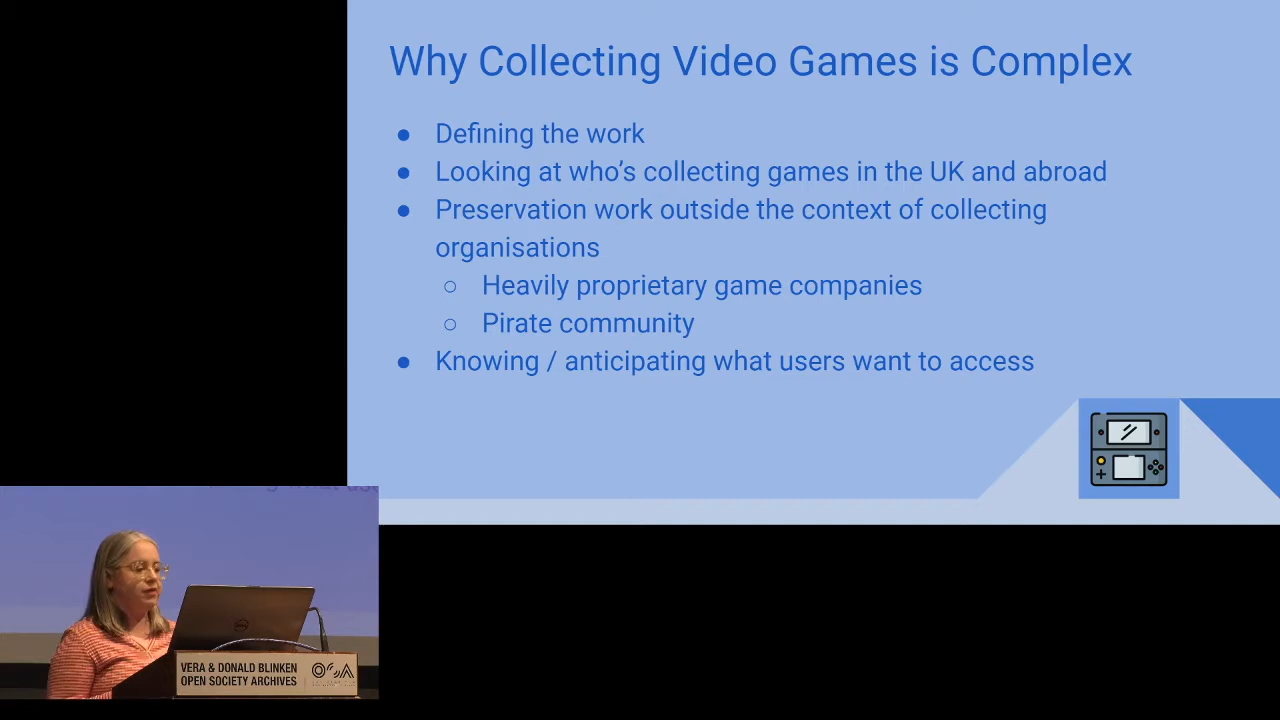 Why Collecting Video Games is Complex
● Defining the work
● Looking at who's collecting games in the UK and abroad
● Preservation work outside the context of collecting
organisations
○ Heavily proprietary game companies
○ Pirate community
● Knowing / anticipating what users want to access
DELL
VERA & DONALD BLINKEN
OPEN SOCIETY ARCHIVES
OSA